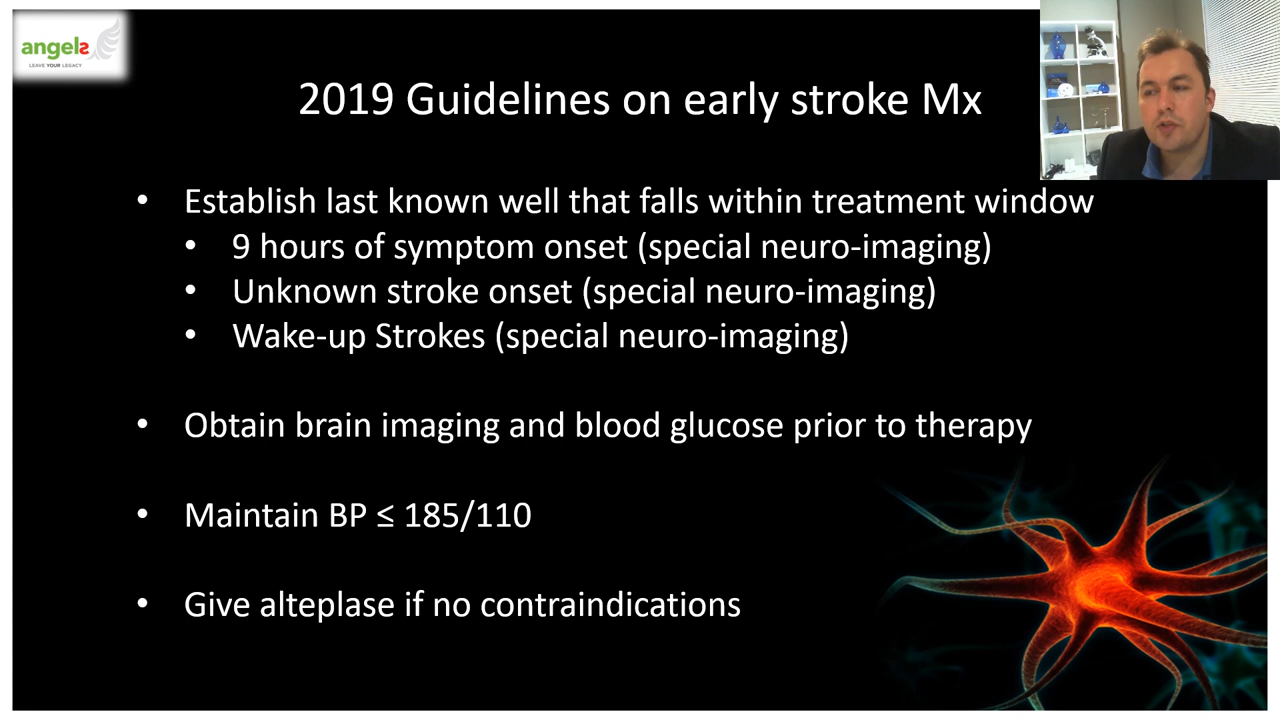 angels
LEAVE YOUR LEGACY
2019 Guidelines on early stroke Mx
• Establish last known well that falls within treatment window
• 9 hours of symptom onset (special neuro-imaging)
• Unknown stroke onset (special neuro-imaging)
• Wake-up Strokes (special neuro-imaging)
• Obtain brain imaging and blood glucose prior to therapy
• Maintain BP ≤ 185/110
• Give alteplase if no contraindications